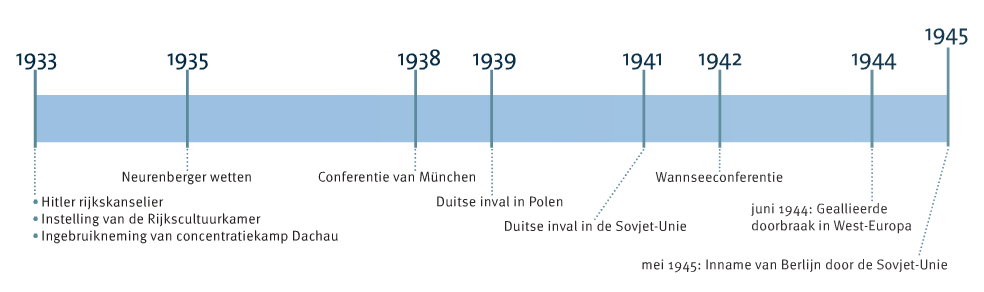 1933
1935
1938
1939
1941
1942
1944
1945
Neurenberger wetten
Conferentie van München
Wannseeconferentie
• Hitler rijkskanselier
• Instelling van de Rijkscultuurkamer
• Ingebruikneming van concentratiekamp Dachau
Duitse inval in Polen
Duitse inval in de Sovjet-Unie
juni 1944: Geallieerde
doorbraak in West-Europa
mei 1945: Inname van Berlijn door de Sovjet-Unie